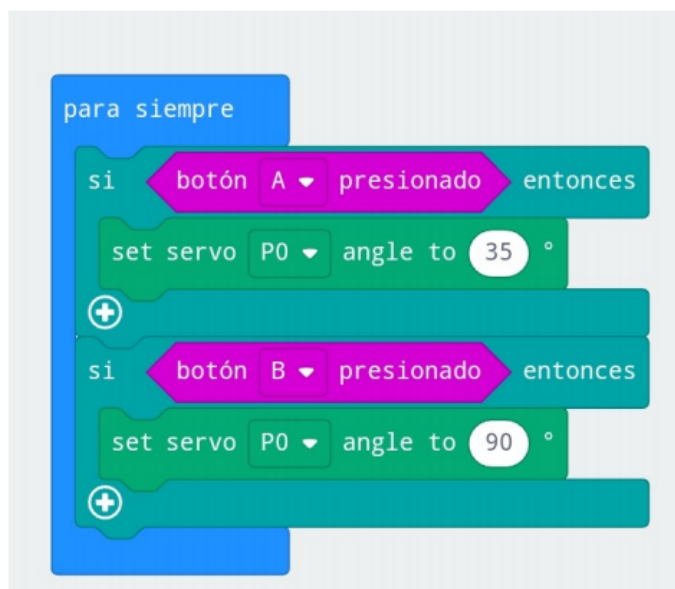 para siempre
si botón A presionado entonces
set servo P0 angle to 35 °
si botón B presionado entonces
set servo P0 angle to 90 °